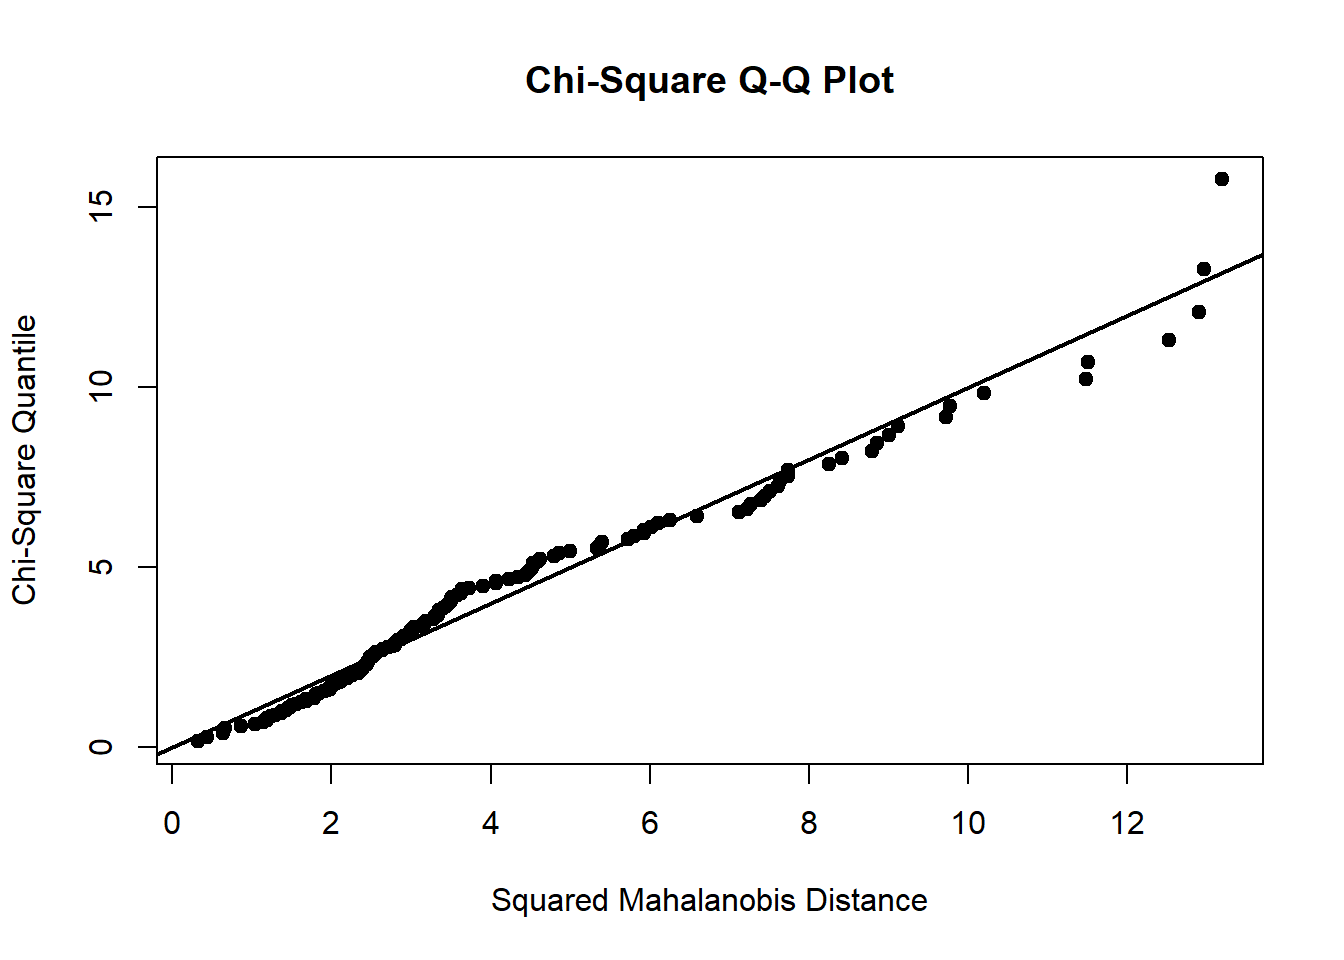 Chi-Square Q-Q Plot
Chi-Square Quantile
15
10
5
0
0 2 4 6 8 10 12
Squared Mahalanobis Distance